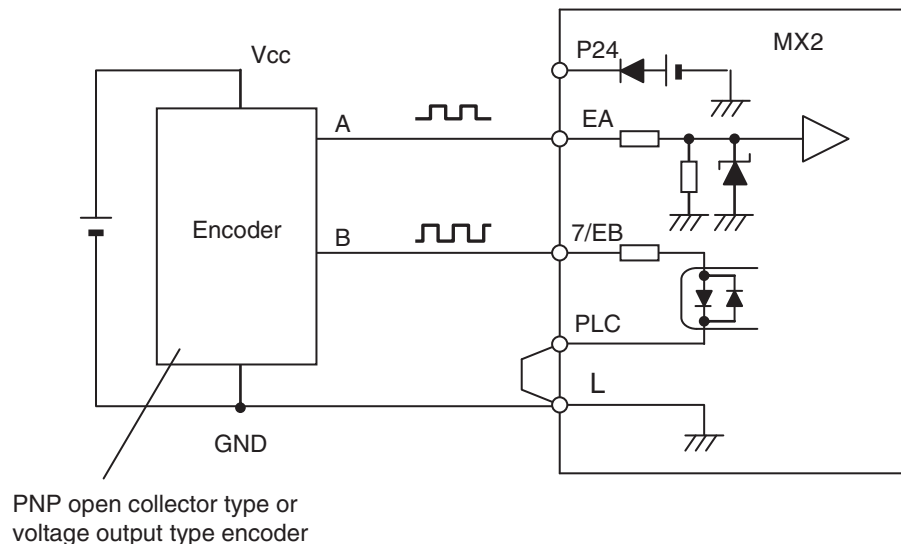 MX2
P24
Vcc
EA
A
Encoder
B
7/EB
PLC
L
GND
PNP open collector type or
voltage output type encoder